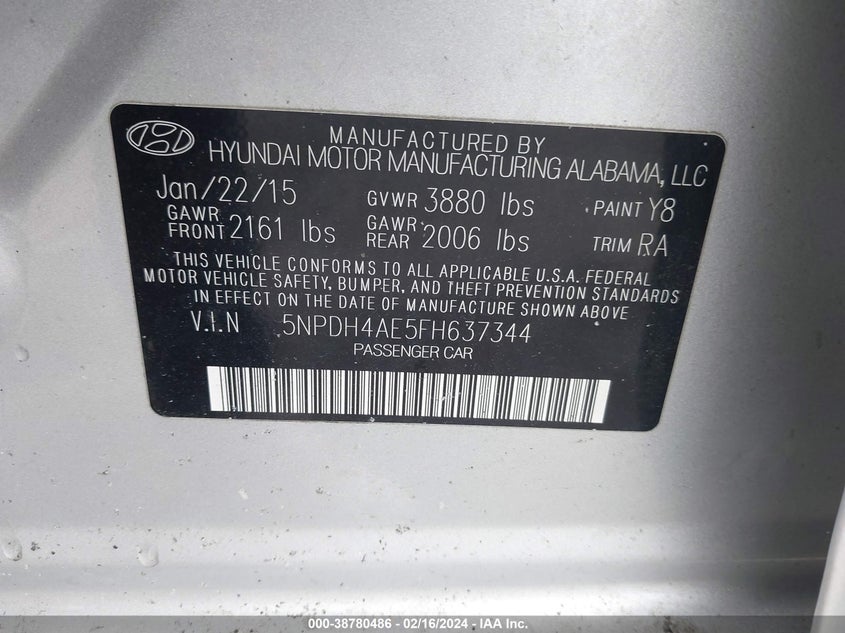 MANUFACTURED BY
HYUNDAI MOTOR MANUFACTURING ALABAMA, LLC
Jan/22/15 GVWR 3880 lbs PAINT Y8
GAWR FRONT 2161 lbs GAWR REAR 2006 lbs TRIM RA
THIS VEHICLE CONFORMS TO ALL APPLICABLE U.S.A. FEDERAL
MOTOR VEHICLE SAFETY, BUMPER, AND THEFT PREVENTION STANDARDS
IN EFFECT ON THE DATE OF MANUFACTURE SHOWN ABOVE.
V.I.N 5NPDH4AE5FH637344
PASSENGER CAR
000-38780486 - 02/16/2024 - IAA Inc.